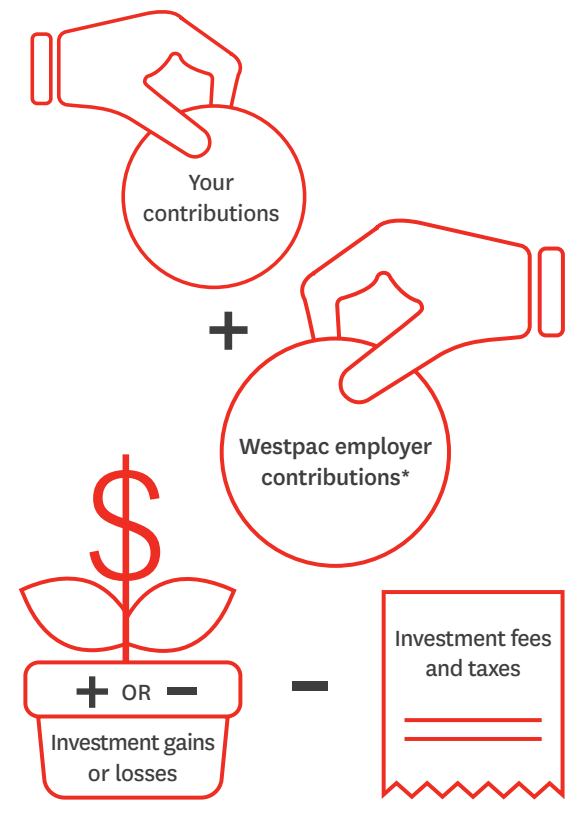 Your
contributions
+
Westpac employer
contributions*
$
+ OR −
Investment gains
or losses
−
Investment fees
and taxes